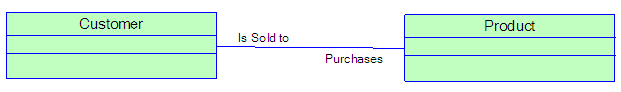 Customer
Product
Is Sold to
Purchases